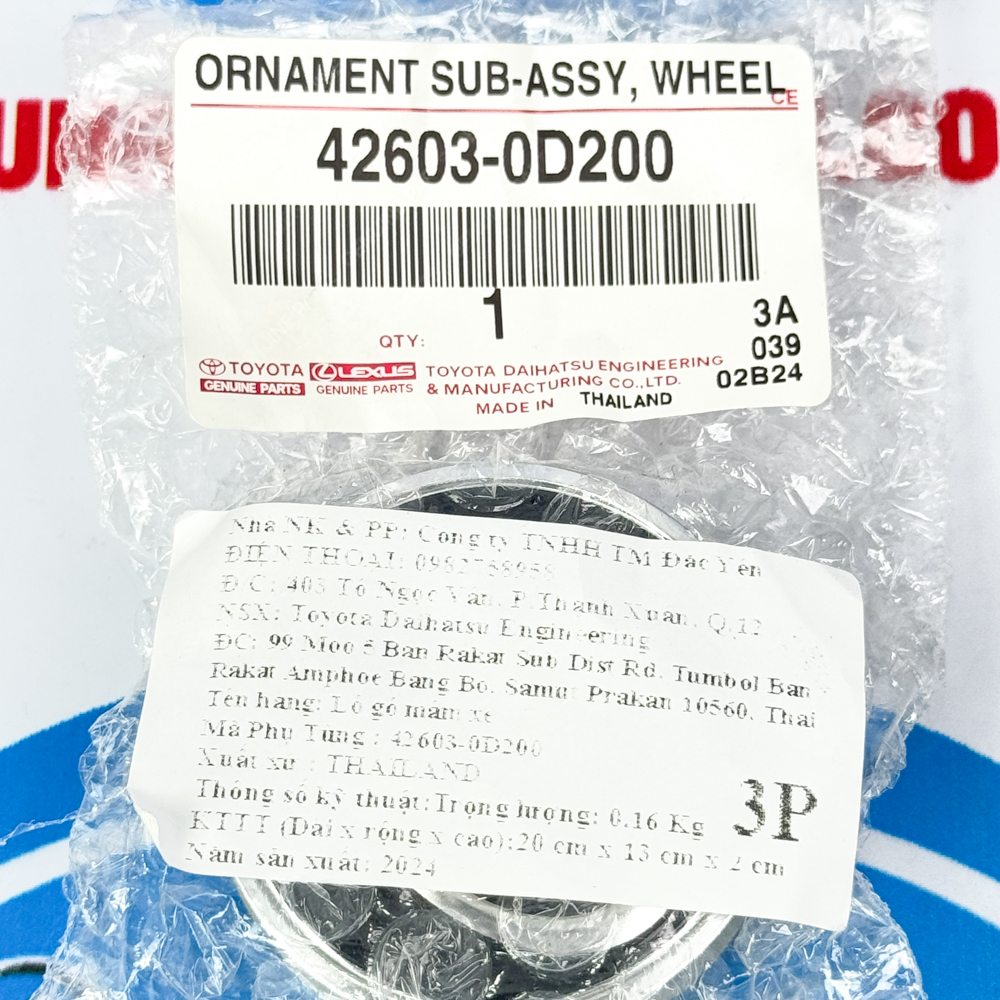 ORNAMENT SUB-ASSY, WHEEL
CE
42603-0D200
1
QTY:
3A
039
02B24
TOYOTA
GENUINE PARTS
LEXUS
GENUINE PARTS
TOYOTA DAIHATSU ENGINEERING
& MANUFACTURING CO.,LTD.
MADE IN THAILAND
Nhà NK & PP: Công ty TNHH TM Đắc Yên
ĐIỆN THOẠI:
Đ C: 403 Tô Ngọc Vân, P.Thạnh Xuân, Q.12
NSX: Toyota Daihatsu Engineering
ĐC: 99 Moo 5 Ban Rakat Sub Dist Rd. Tumbol Ban
Rakat Amphoe Bang Bo, Samut Prakan 10560, Thai
Tên hàng: Lô gô mâm xe
Mã Phụ Tùng : 42603-0D200
Xuất xứ : THAILAND
Thông số kỹ thuật:Trọng lượng: 0.16 Kg
KTTT (Dài x rộng x cao):20 cm x 13 cm x 2 cm
Năm sản xuất: 2024
3P